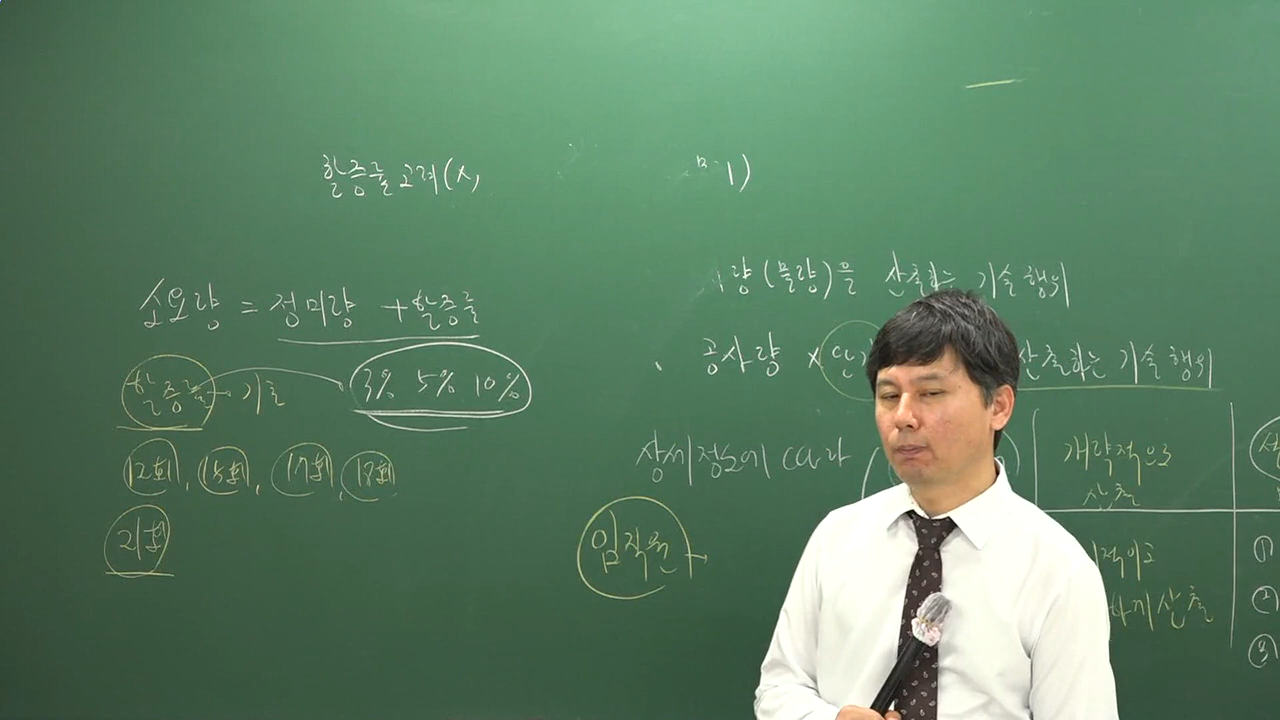 할증률 고려(x,
1)
량(물량)을 산출하는 기술행위
소요량 = 정미량 + 할증률
공사량 x
산출하는 기술행위
할증률 기준 3% 5% 10%
상세정도에 따라
개략적으로
산출
12회, 15회, 17회, 18회
21회
임직원
하게 산출
①
②
③